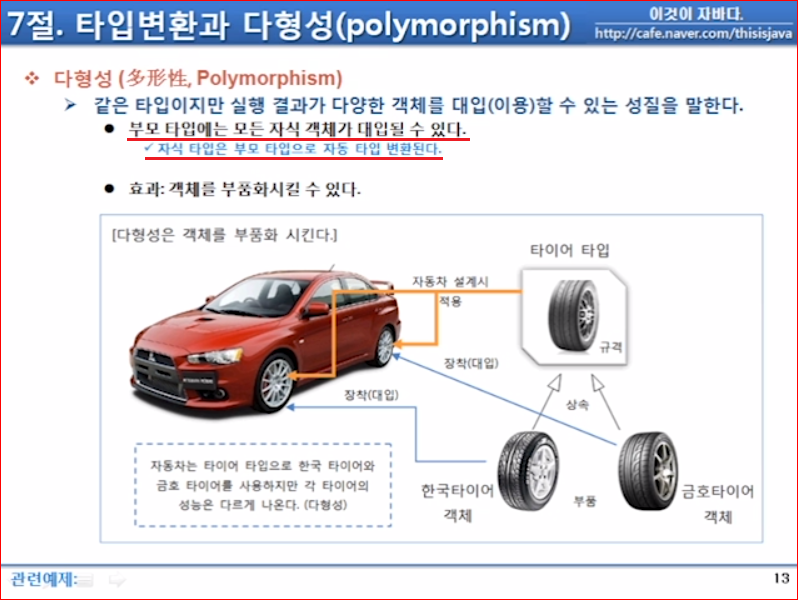 7절. 타입변환과 다형성(polymorphism)
이것이 자바다.
http://cafe.naver.com/thisisjava
다형성 (多形性, Polymorphism)
같은 타입이지만 실행 결과가 다양한 객체를 대입(이용)할 수 있는 성질을 말한다.
부모 타입에는 모든 자식 객체가 대입될 수 있다.
자식 타입은 부모 타입으로 자동 타입 변환된다.
효과: 객체를 부품화시킬 수 있다.
[다형성은 객체를 부품화 시킨다.]
타이어 타입
자동차 설계시
적용
규격
장착(대입)
장착(대입)
상속
자동차는 타이어 타입으로 한국 타이어와
금호 타이어를 사용하지만 각 타이어의
성능은 다르게 나온다. (다형성)
한국타이어
객체
부품
금호타이어
객체
관련예제:
13